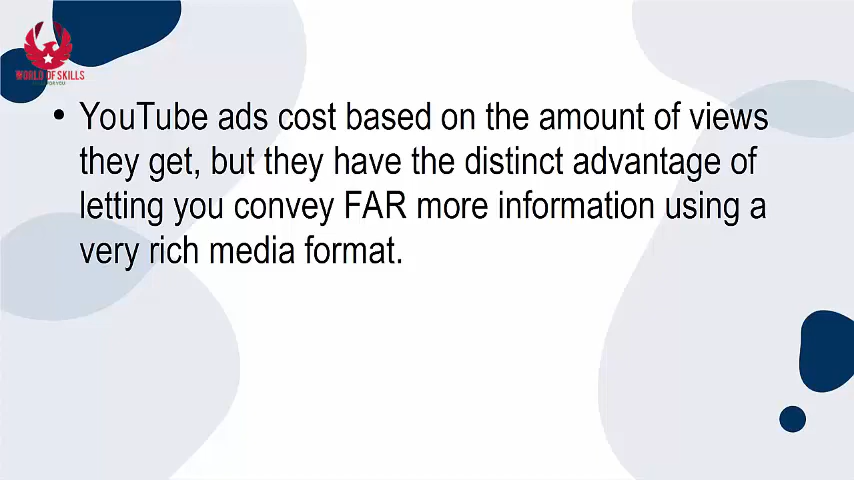 WORLD OF SKILLS
• YouTube ads cost based on the amount of views
they get, but they have the distinct advantage of
letting you convey FAR more information using a
very rich media format.